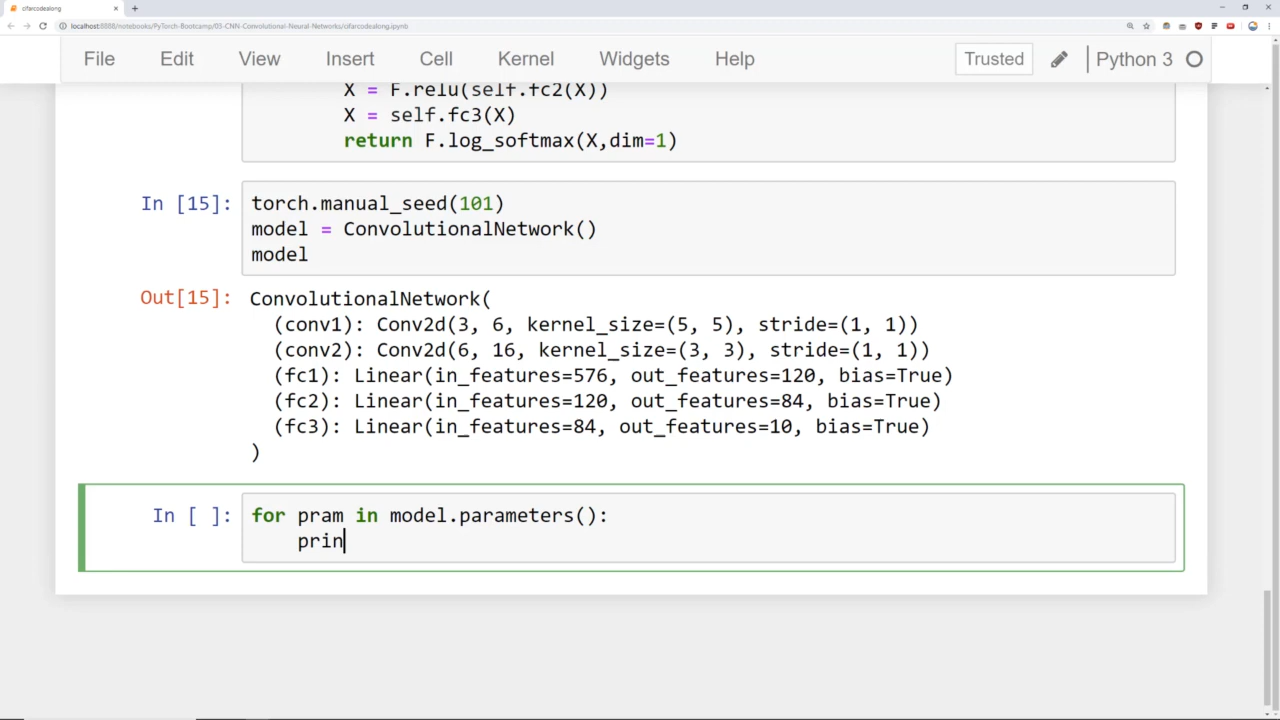 cifarcodealong
localhost:8888/notebooks/PyTorch-Bootcamp/03-CNN-Convolutional-Neural-Networks/cifarcodealong.ipynb
File Edit View Insert Cell Kernel Widgets Help Trusted Python 3
X = F.relu(self.fc2(X))
X = self.fc3(X)
return F.log_softmax(X,dim=1)
In [15]: torch.manual_seed(101)
model = ConvolutionalNetwork()
model
Out[15]: ConvolutionalNetwork(
(conv1): Conv2d(3, 6, kernel_size=(5, 5), stride=(1, 1))
(conv2): Conv2d(6, 16, kernel_size=(3, 3), stride=(1, 1))
(fc1): Linear(in_features=576, out_features=120, bias=True)
(fc2): Linear(in_features=120, out_features=84, bias=True)
(fc3): Linear(in_features=84, out_features=10, bias=True)
)
In [ ]: for pram in model.parameters():
prin